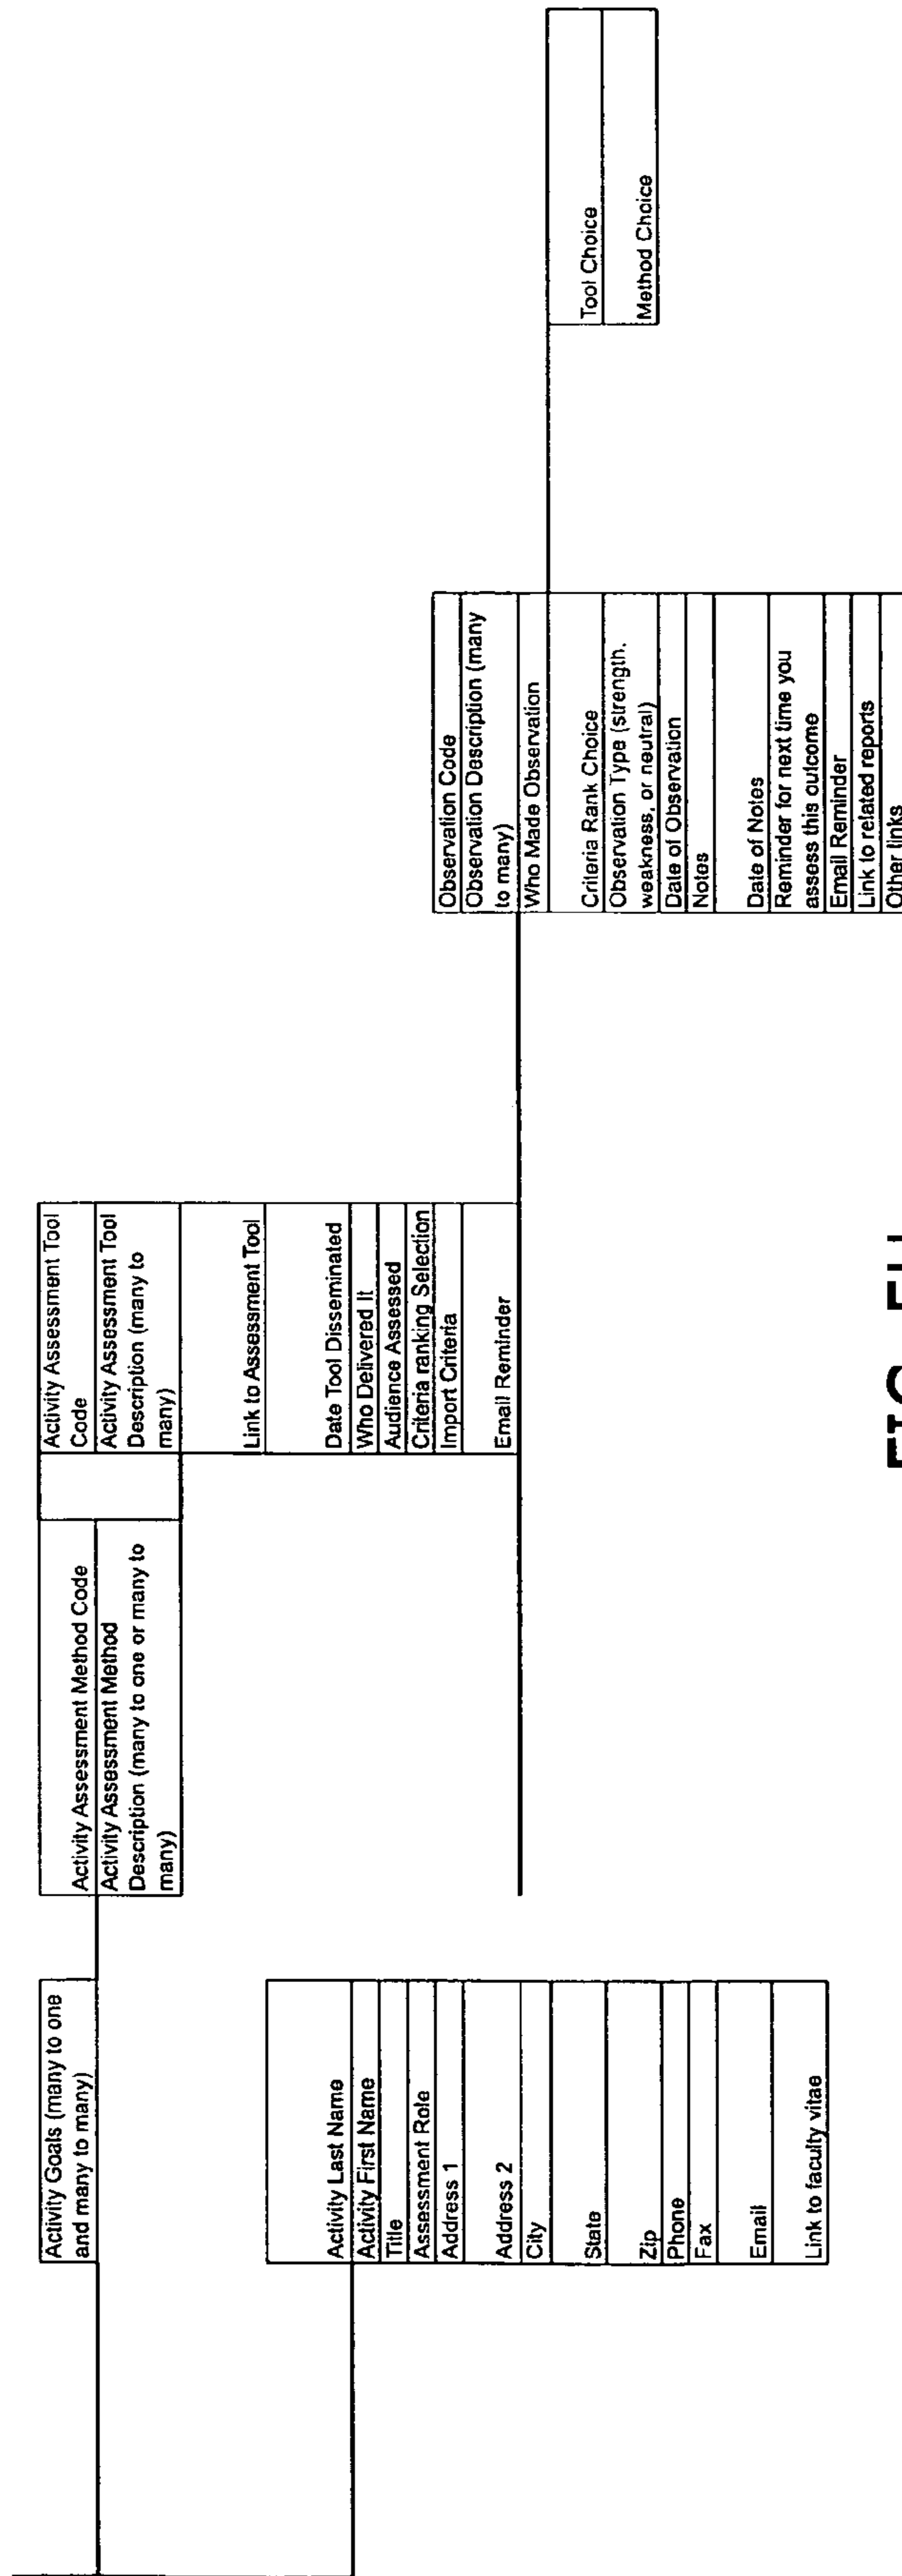 Activity Goals (many to one
and many to many)
Activity Last Name
Activity First Name
Title
Assessment Role
Address 1
Address 2
City
State
Zip
Phone
Fax
Email
Link to faculty vitae
Activity Assessment Method Code
Activity Assessment Method
Description (many to one or many to
many)
Activity Assessment Tool
Code
Activity Assessment Tool
Description (many to
many)
Link to Assessment Tool
Date Tool Disseminated
Who Delivered It
Audience Assessed
Criteria ranking Selection
Import Criteria
Email Reminder
Observation Code
Observation Description (many
to many)
Who Made Observation
Criteria Rank Choice
Observation Type (strength,
weakness, or neutral)
Date of Observation
Notes
Date of Notes
Reminder for next time you
assess this outcome
Email Reminder
Link to related reports
Other links
Tool Choice
Method Choice